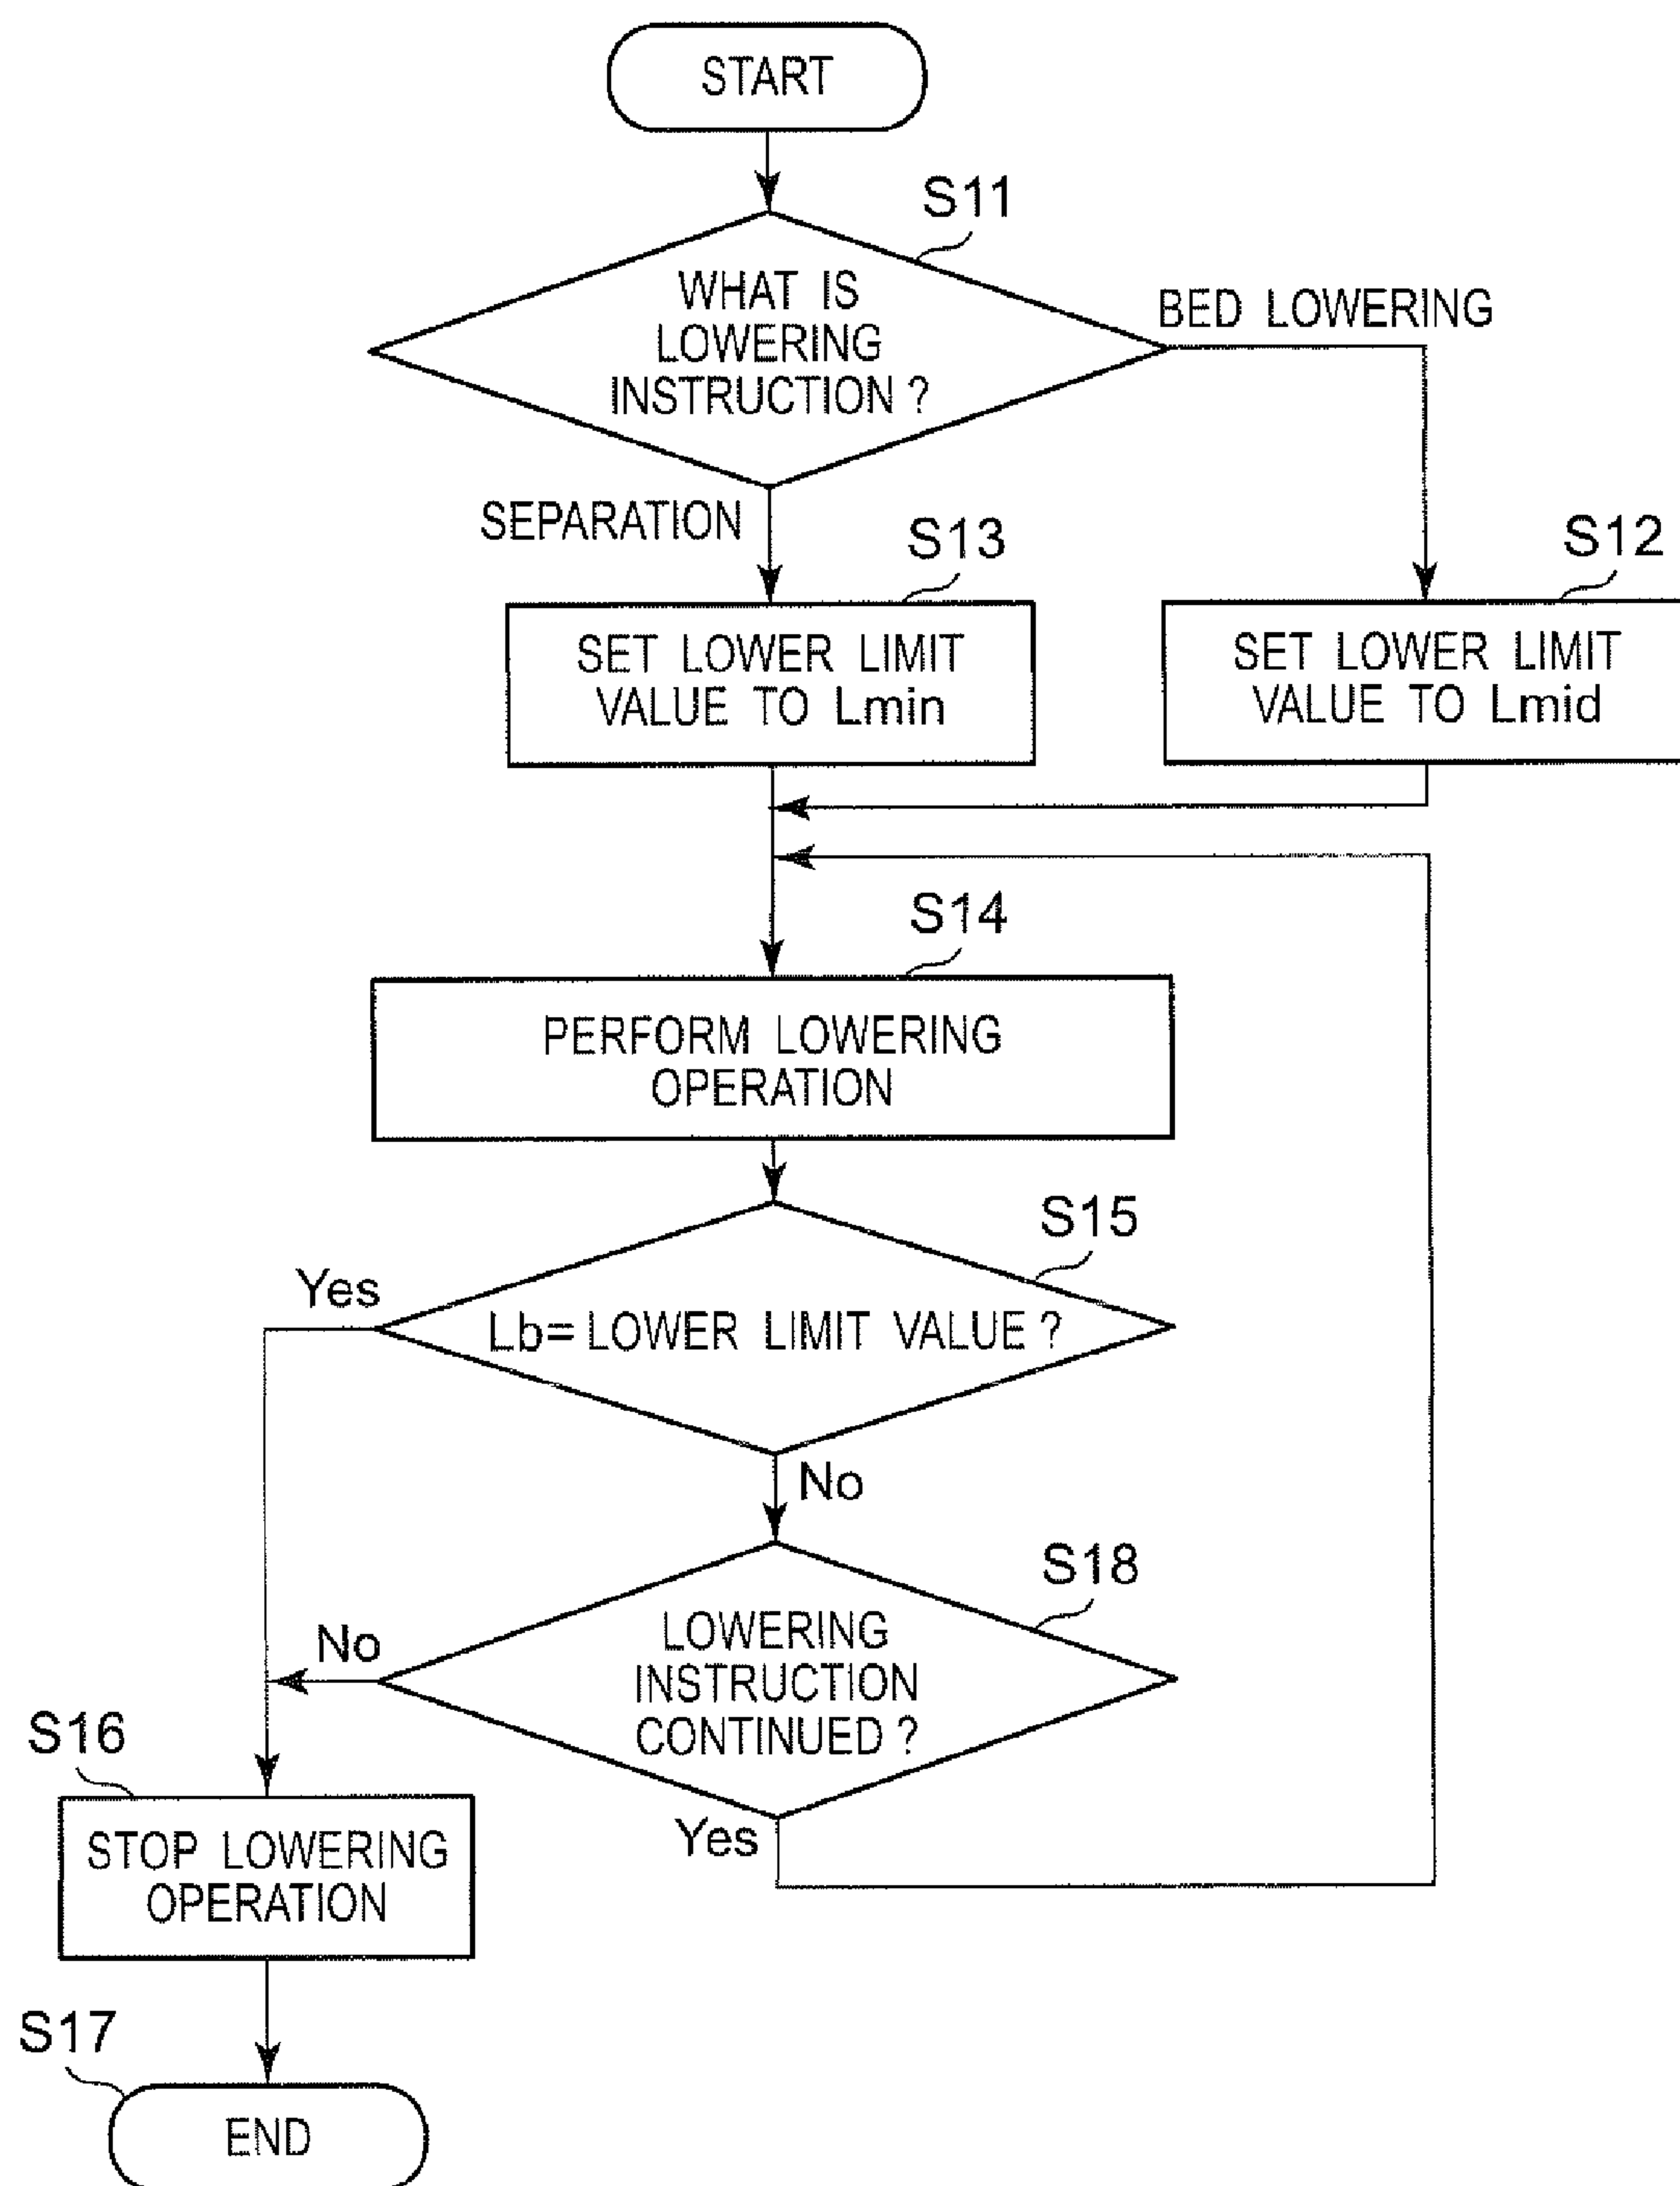 START
S11
WHAT IS
LOWERING
INSTRUCTION ?
BED LOWERING
SEPARATION
S13
SET LOWER LIMIT
VALUE TO Lmin
S12
SET LOWER LIMIT
VALUE TO Lmid
S14
PERFORM LOWERING
OPERATION
S15
Yes
Lb= LOWER LIMIT VALUE ?
No
S18
No
LOWERING
INSTRUCTION
CONTINUED ?
Yes
S16
STOP LOWERING
OPERATION
S17
END